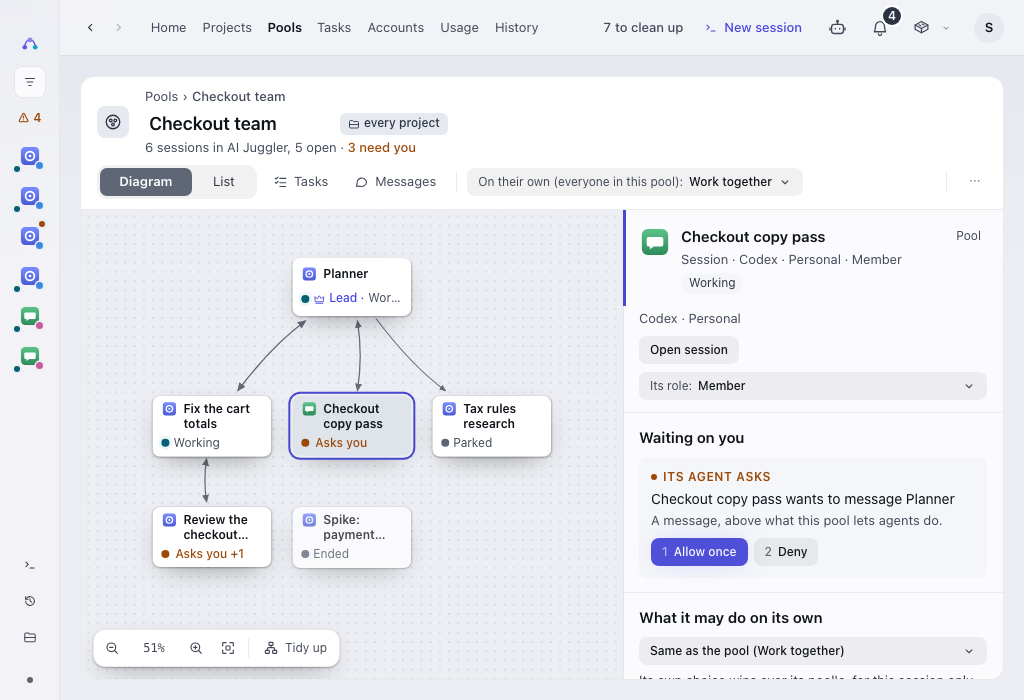 Home Projects Pools Tasks Accounts Usage History 7 to clean up New session 4 S
4
Pools › Checkout team
Checkout team every project
6 sessions in AI Juggler, 5 open · 3 need you
Diagram List Tasks Messages On their own (everyone in this pool): Work together ...
Planner
Lead · Wor...
Fix the cart totals
Working
Checkout copy pass
Asks you
Tax rules research
Parked
Review the checkout...
Asks you +1
Spike: payment...
Ended
51% Tidy up
Checkout copy pass Pool
Session · Codex · Personal · Member
Working
Codex · Personal
Open session
Its role: Member
Waiting on you
ITS AGENT ASKS
Checkout copy pass wants to message Planner
A message, above what this pool lets agents do.
1 Allow once 2 Deny
What it may do on its own
Same as the pool (Work together)